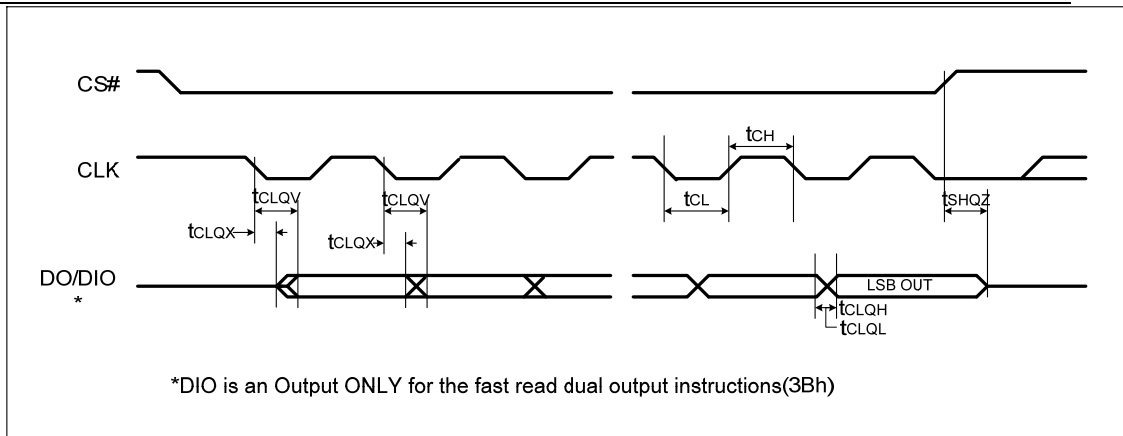 CS#
tCH
CLK
tCLQV tCLQV tCL tSHQZ
tCLQX tCLQX
DO/DIO
*
LSB OUT
tCLQH
tCLQL
*DIO is an Output ONLY for the fast read dual output instructions(3Bh)